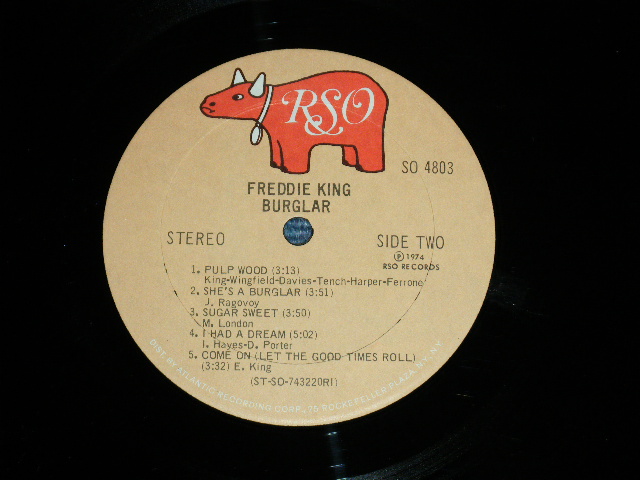 RSO
SO 4803
FREDDIE KING
BURGLAR
STEREO
SIDE TWO
Ⓟ 1974
RSO RECORDS
1. PULP WOOD (3:13)
King-Wingfield-Davies-Tench-Harper-Ferrone
2. SHE'S A BURGLAR (3:51)
J. Ragovoy
3. SUGAR SWEET (3:50)
M. London
4. I HAD A DREAM (5:02)
I. Hayes-D. Porter
5. COME ON (LET THE GOOD TIMES ROLL)
(3:32) E. King
(ST-SO-743220RI)
DIST. BY ATLANTIC RECORDING CORP., 75 ROCKEFELLER PLAZA, N.Y., N.Y.